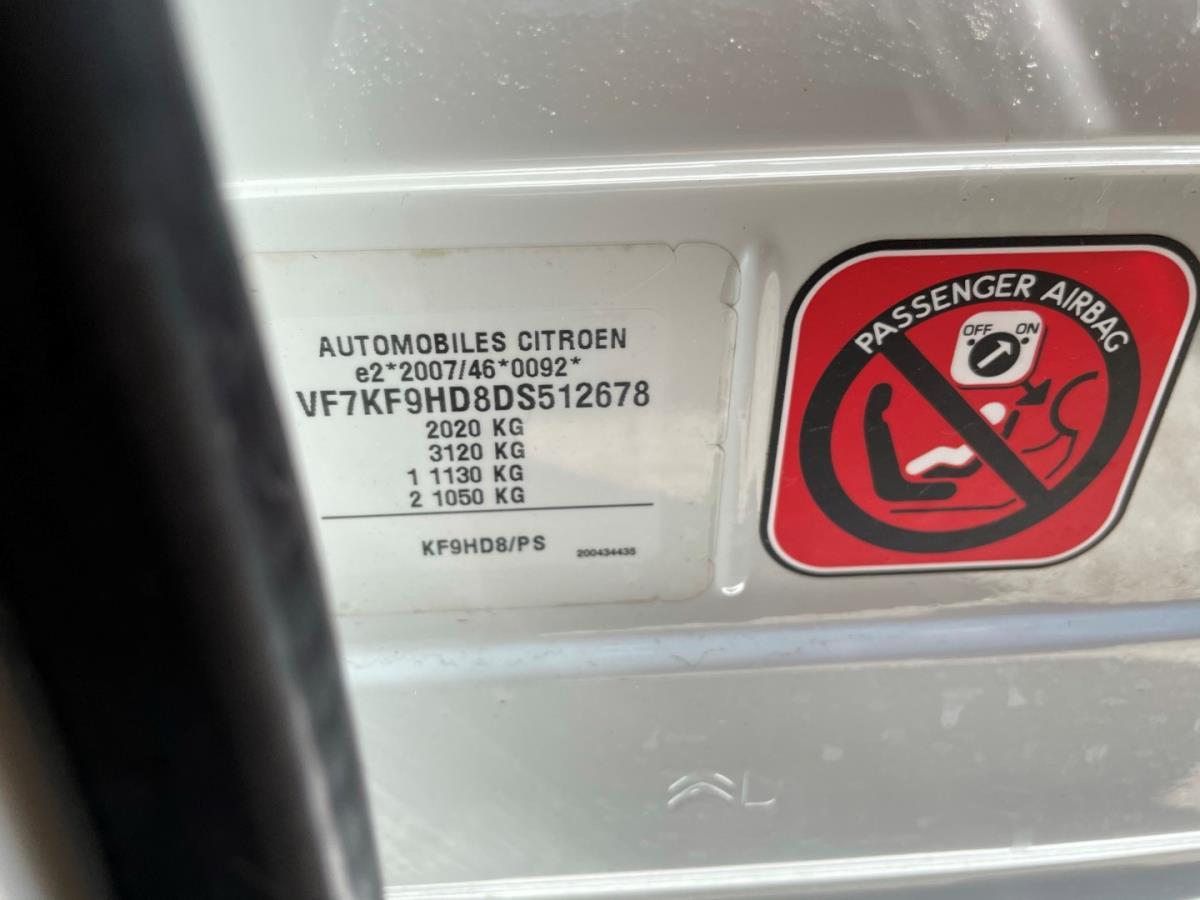 AUTOMOBILES CITROEN
e2*2007/46*0092*
VF7KF9HD8DS512678
2020 KG
3120 KG
1 1130 KG
2 1050 KG
KF9HD8/PS
200434435
PASSENGER AIRBAG
OFF ON
L